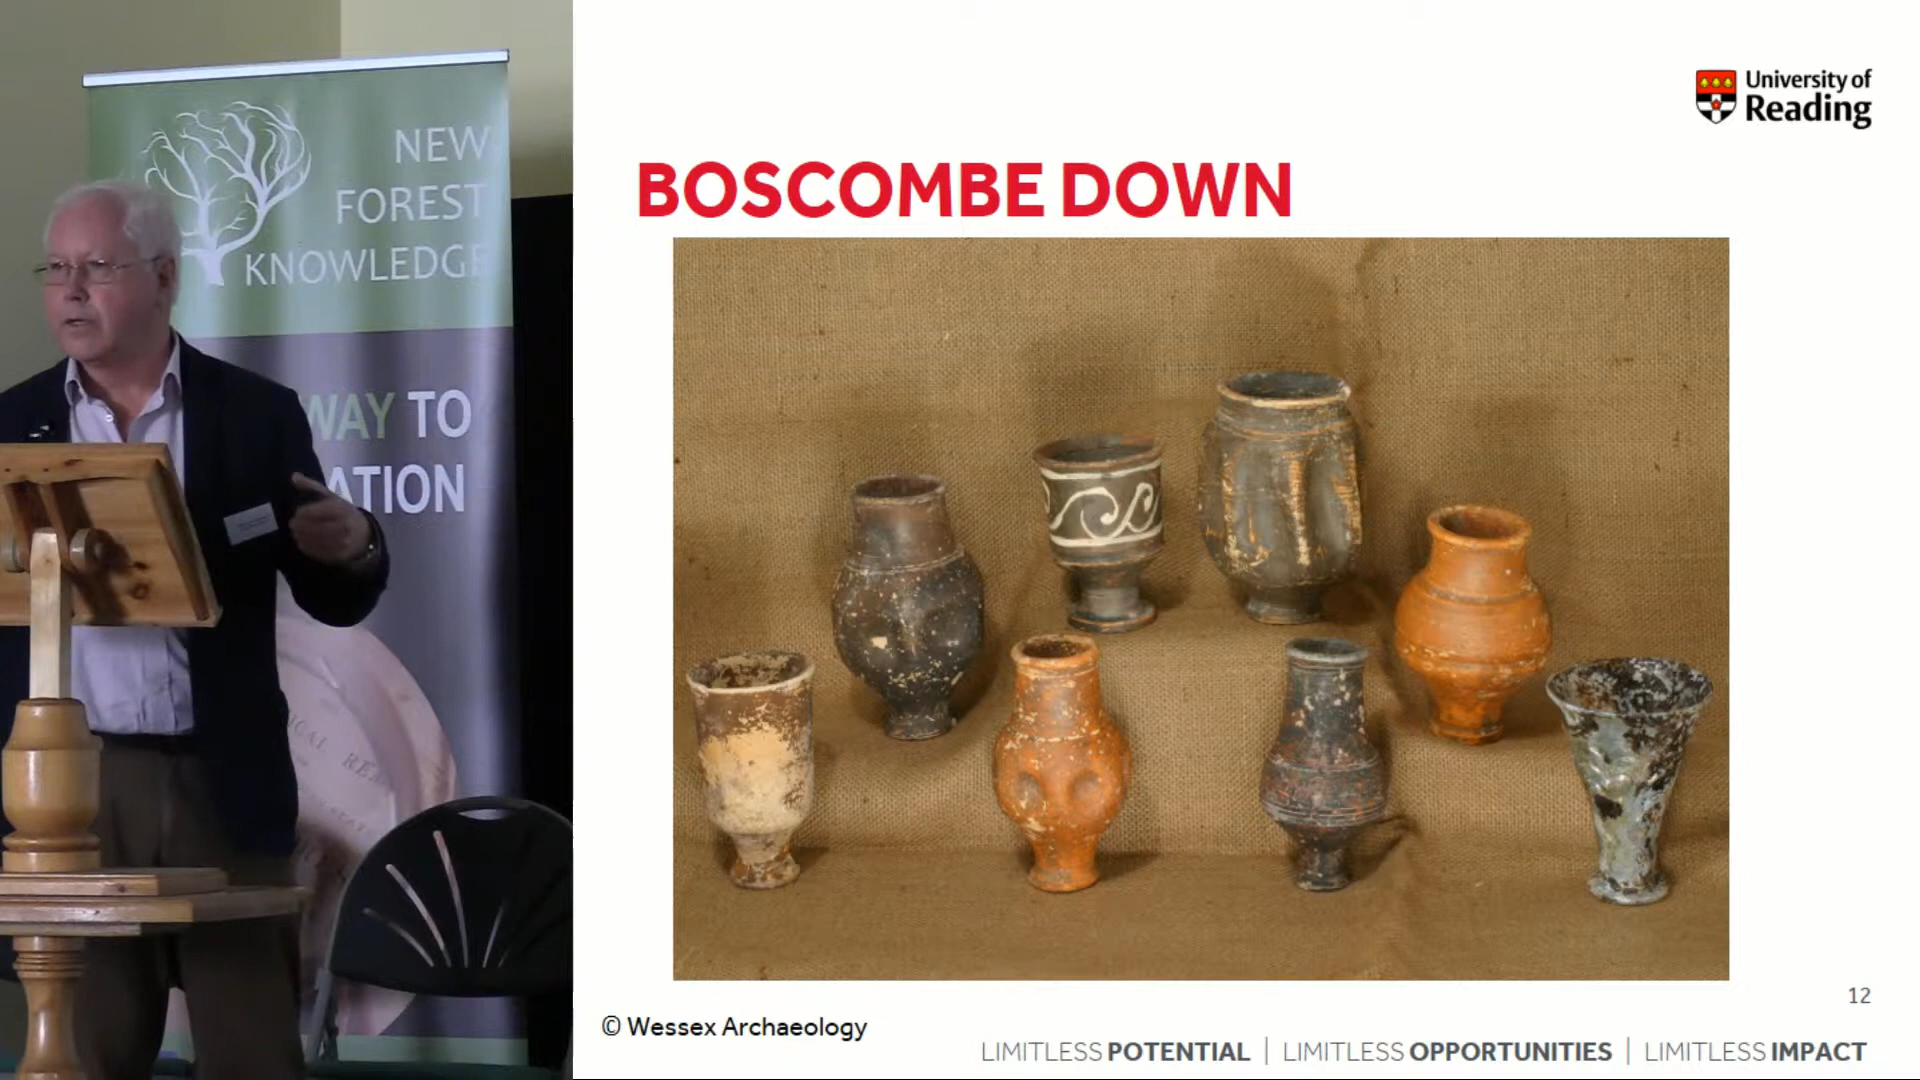 NEW
FOREST
KNOWLEDGE
WAY TO
ATION
University of
Reading
BOSCOMBE DOWN
© Wessex Archaeology
12
LIMITLESS POTENTIAL | LIMITLESS OPPORTUNITIES | LIMITLESS IMPACT